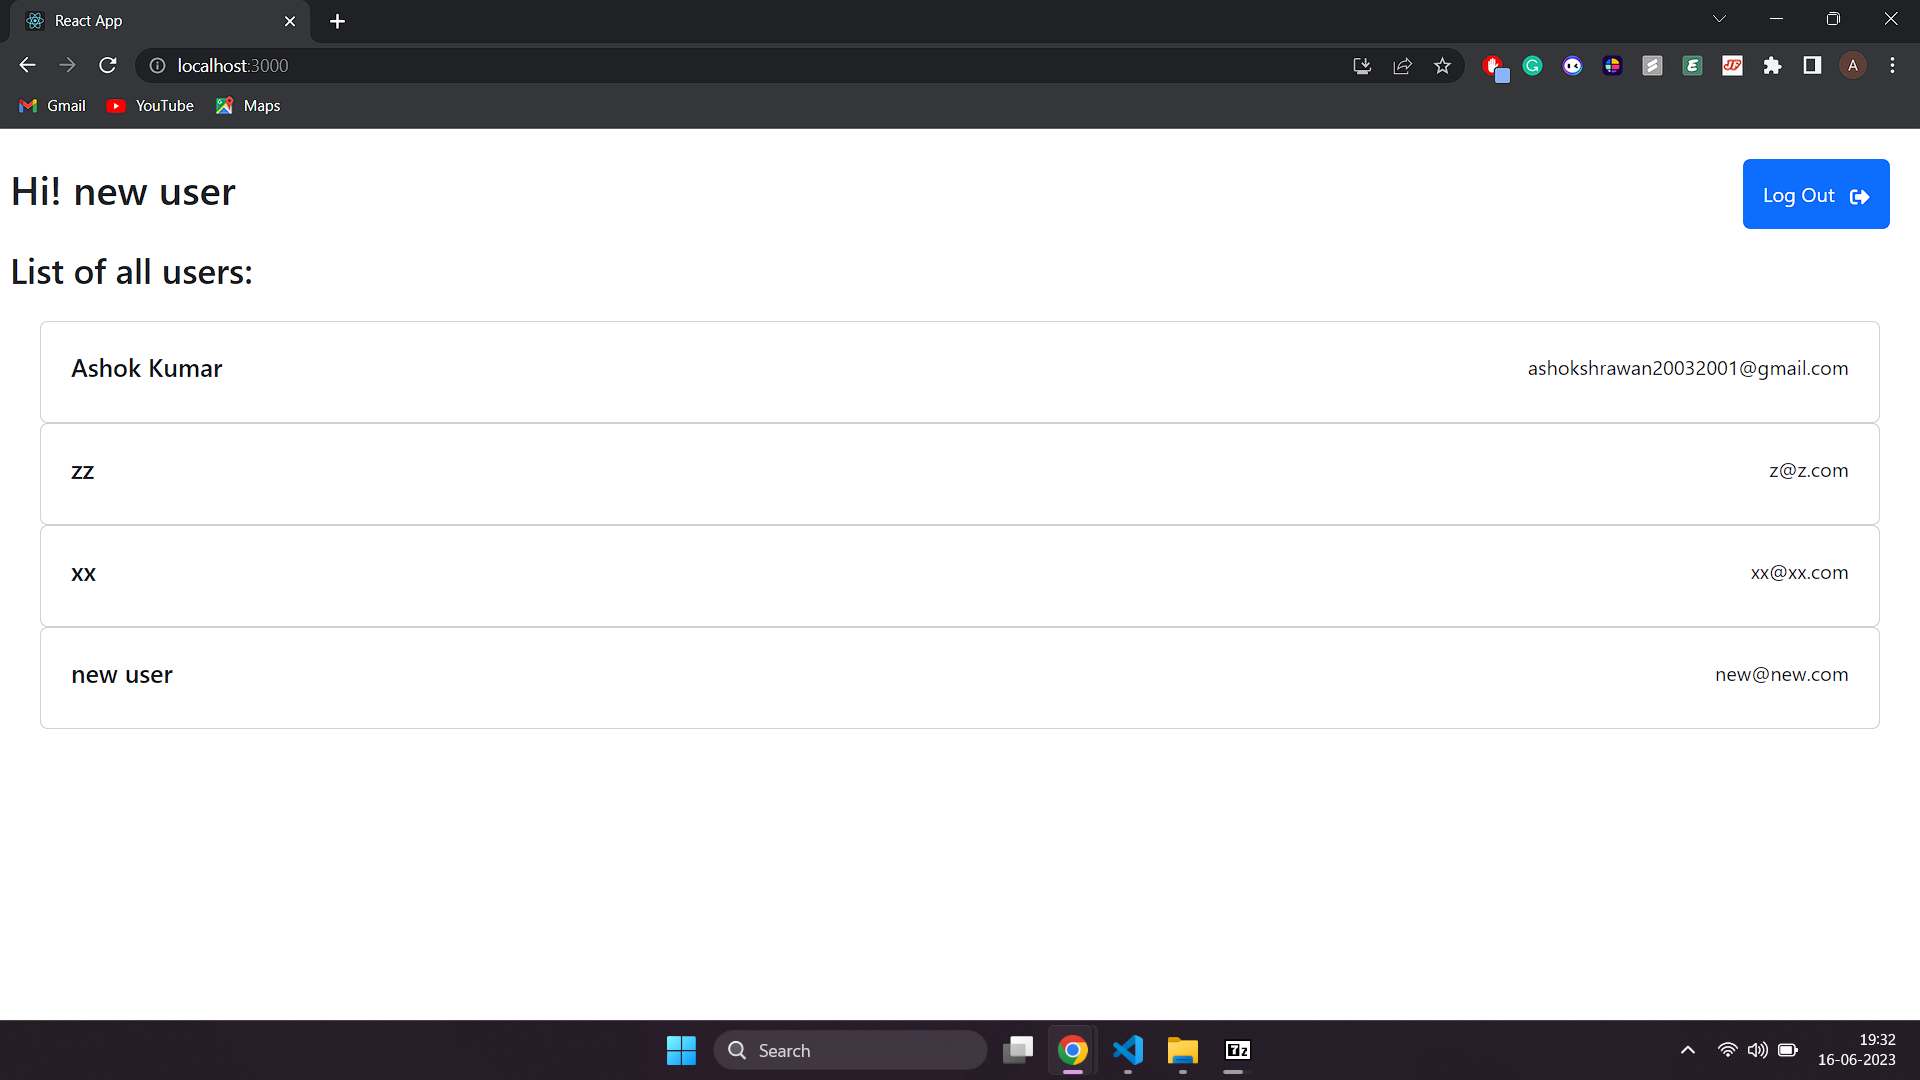 React App
localhost:3000
A
Gmail YouTube Maps
Hi! new user
Log Out
List of all users:
Ashok Kumar ashokshrawan20032001@gmail.com
zz z@z.com
xx xx@xx.com
new user new@new.com
Search
7z
19:32
16-06-2023